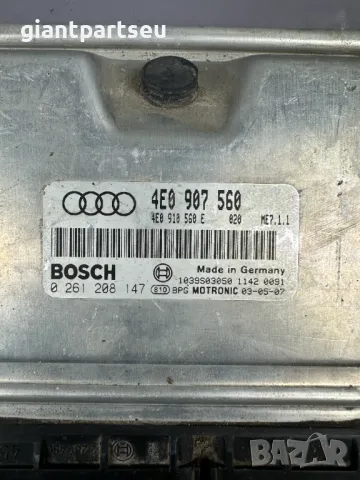 giantpartseu
4E0 907 560
4E0 910 560 E 020 ME7.1.1
BOSCH
Made in Germany
1039S03050 1142 0091
0 261 208 147 810 BPG MOTRONIC 03-05-07
BAZAR